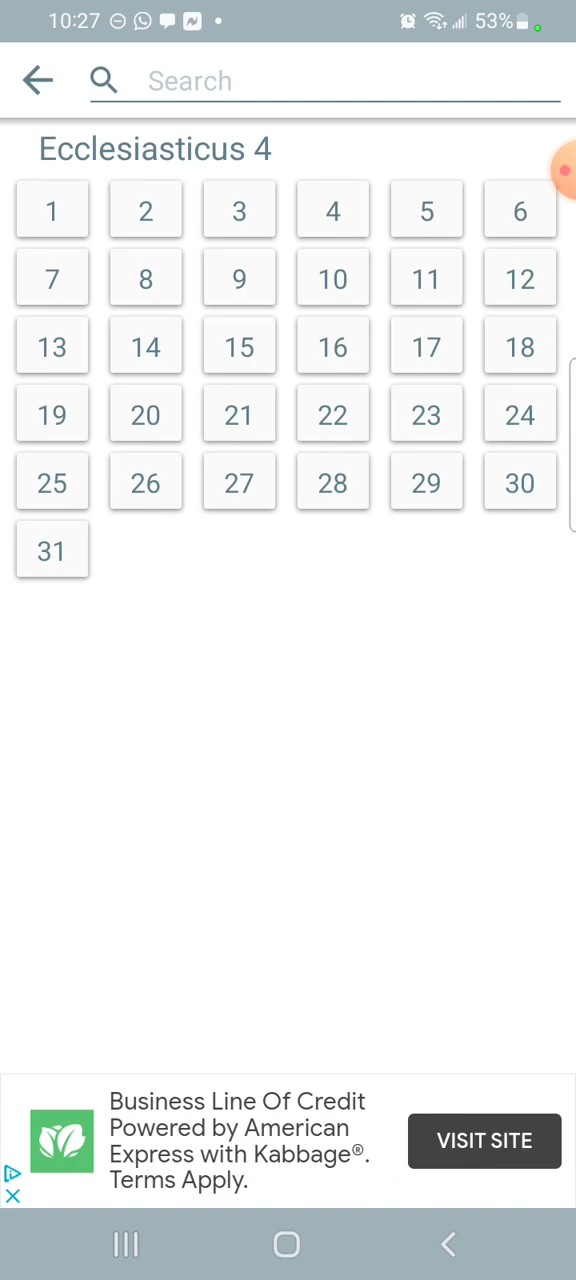 10:27
53%
Search
Ecclesiasticus 4
1 2 3 4 5 6
7 8 9 10 11 12
13 14 15 16 17 18
19 20 21 22 23 24
25 26 27 28 29 30
31
Business Line Of Credit
Powered by American
Express with Kabbage®.
Terms Apply.
VISIT SITE